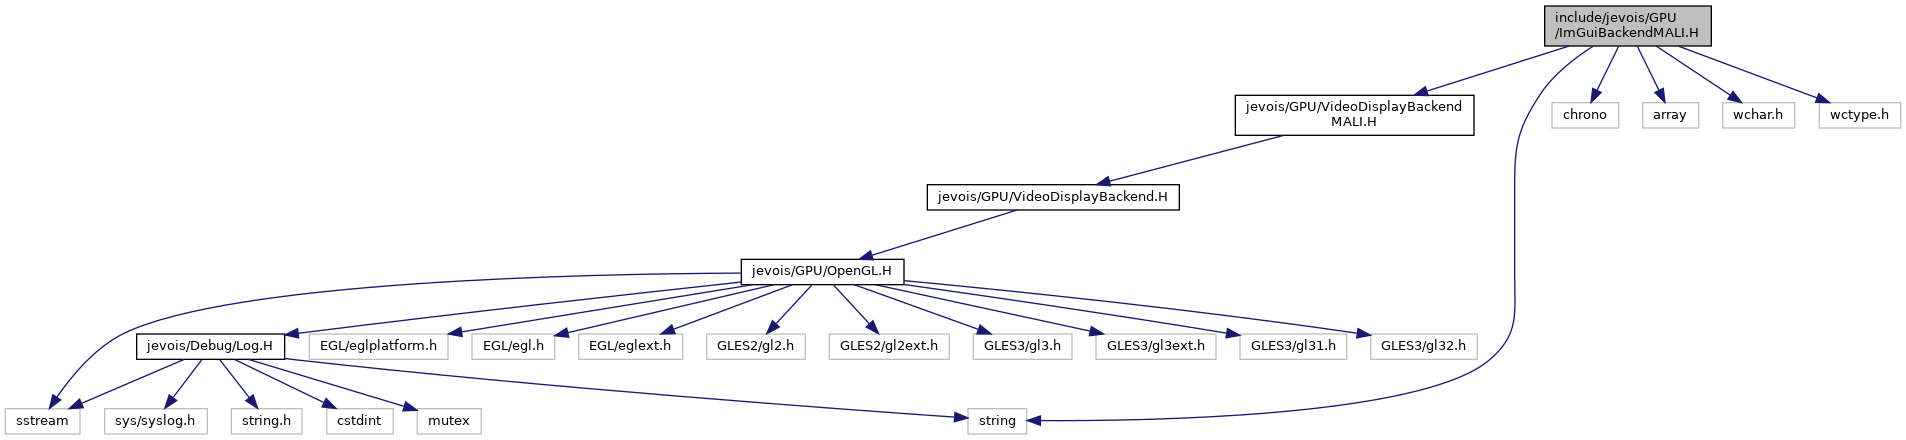 include/jevois/GPU
/ImGuiBackendMALI.H
jevois/GPU/VideoDisplayBackend
MALI.H
chrono
array
wchar.h
wctype.h
jevois/GPU/VideoDisplayBackend.H
jevois/GPU/OpenGL.H
jevois/Debug/Log.H
EGL/eglplatform.h
EGL/egl.h
EGL/eglext.h
GLES2/gl2.h
GLES2/gl2ext.h
GLES3/gl3.h
GLES3/gl3ext.h
GLES3/gl31.h
GLES3/gl32.h
sstream
sys/syslog.h
string.h
cstdint
mutex
string